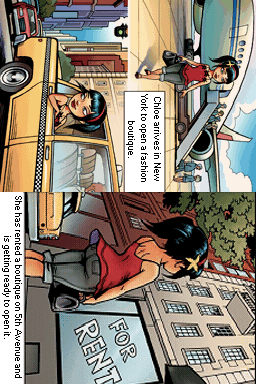 Chloe arrives in New
York to open a fashion
boutique.
She has rented a boutique on 5th Avenue and
is getting ready to open it.
FOR
RENT